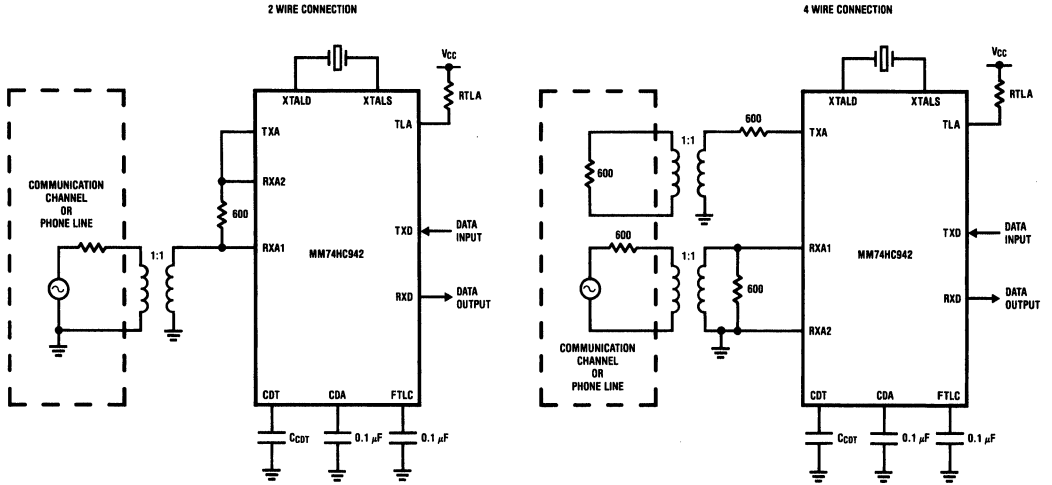 2 WIRE CONNECTION
VCC
XTALD
XTALS
RTLA
TLA
TXA
RXA2
600
RXA1
COMMUNICATION
CHANNEL
OR
PHONE LINE
1:1
MM74HC942
TXD
DATA
INPUT
RXD
DATA
OUTPUT
CDT
CDA
FTLC
CCDT
0.1 μF
0.1 μF
4 WIRE CONNECTION
VCC
XTALD
XTALS
RTLA
TLA
600
TXA
1:1
600
600
1:1
RXA1
600
RXA2
MM74HC942
TXD
DATA
INPUT
RXD
DATA
OUTPUT
COMMUNICATION
CHANNEL
OR
PHONE LINE
CDT
CDA
FTLC
CCDT
0.1 μF
0.1 μF